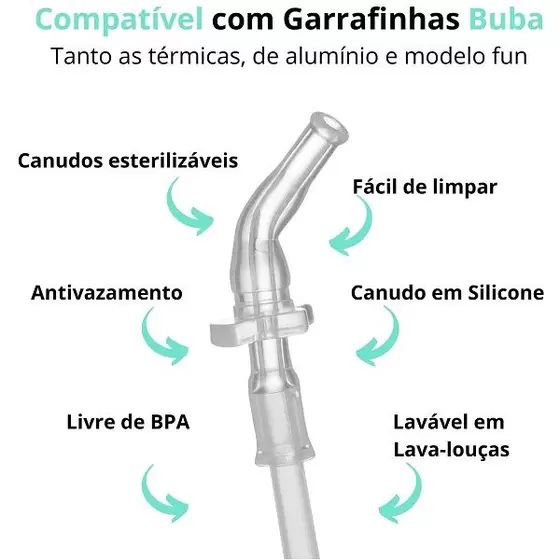 Compatível com Garrafinhas Buba
Tanto as térmicas, de alumínio e modelo fun
Canudos esterilizáveis
Fácil de limpar
Antivazamento
Canudo em Silicone
Livre de BPA
Lavável em
Lava-louças